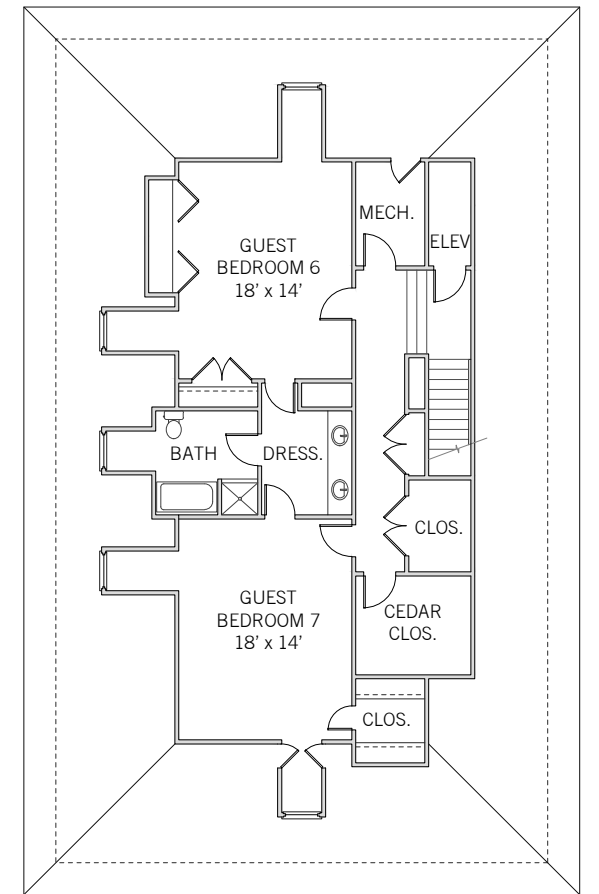 MECH.
ELEV
GUEST
BEDROOM 6
18' x 14'
BATH
DRESS.
CLOS.
GUEST
BEDROOM 7
18' x 14'
CEDAR
CLOS.
CLOS.